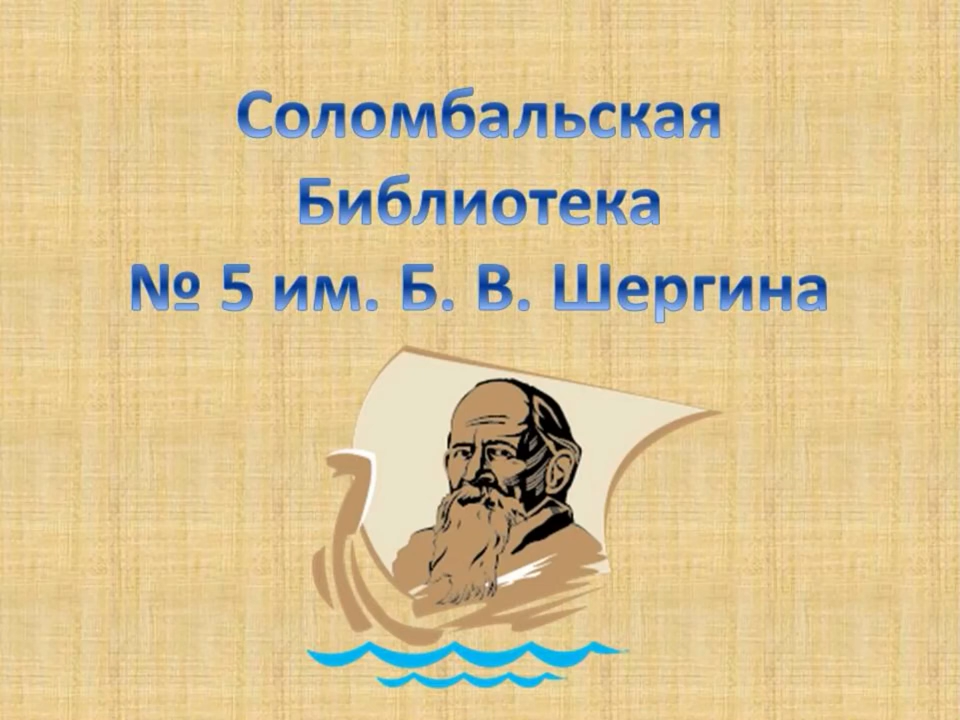 Соломбальская
Библиотека
№ 5 им. Б. В. Шергина